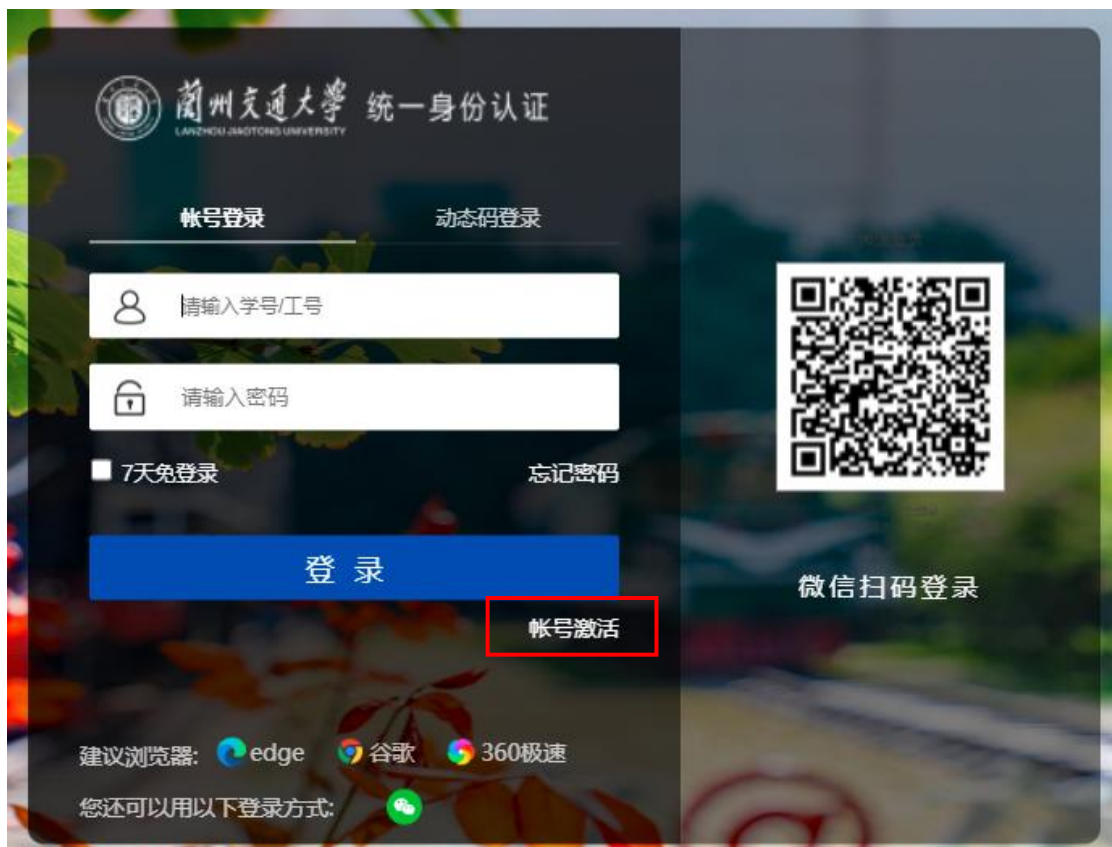 蘭州交通大學 统一身份认证
LANZHOU JIAOTONG UNIVERSITY
帐号登录 动态码登录
请输入学号/工号
请输入密码
7天免登录 忘记密码
登 录
微信扫码登录
帐号激活
建议浏览器: edge 谷歌 360极速
您还可以用以下登录方式: